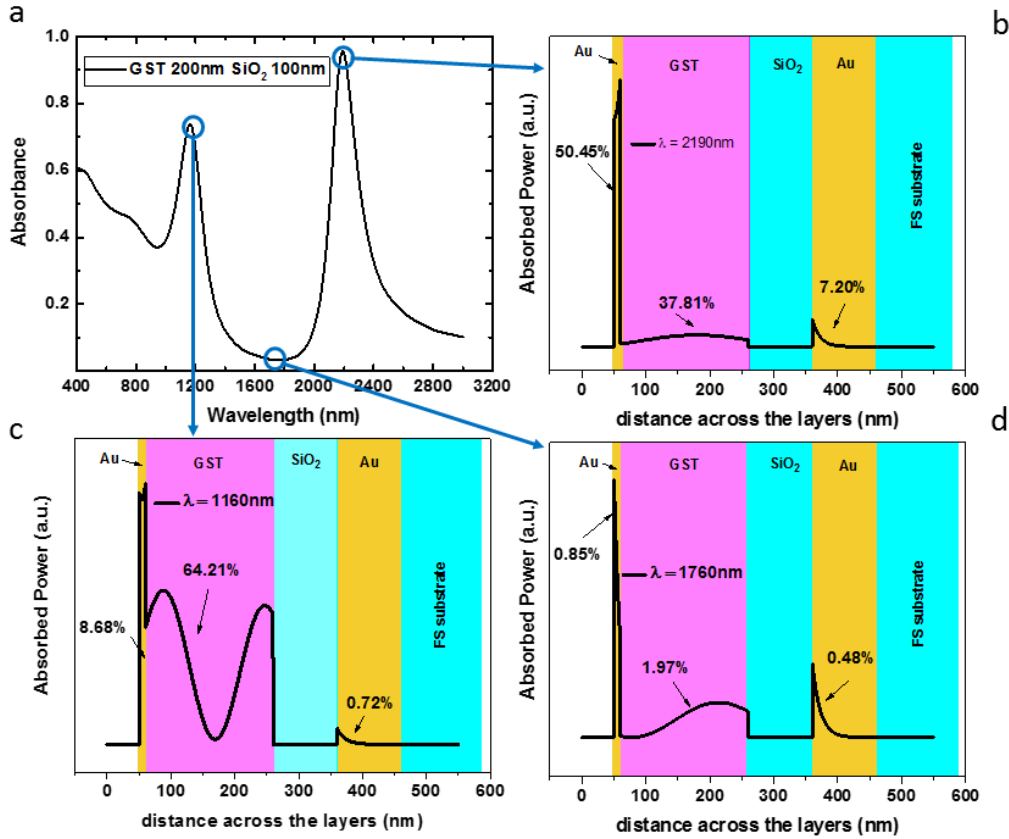 a
1.0
0.8
0.6
0.4
0.2
Absorbance
GST 200nm SiO₂ 100nm
400
1200
1600
2000
2400
2800
3200
Wavelength (nm)
b
Au
GST
SiO₂
Au
FS substrate
Absorbed Power (a.u.)
λ = 2190nm
50.45%
37.81%
7.20%
0
100
200
300
400
500
600
distance across the layers (nm)
c
Au
GST
SiO₂
Au
FS substrate
Absorbed Power (a.u.)
λ = 1160nm
64.21%
8.68%
0.72%
0
100
200
300
400
500
600
distance across the layers (nm)
d
Au
GST
SiO₂
Au
FS substrate
Absorbed Power (a.u.)
0.85%
λ = 1760nm
1.97%
0.48%
0
100
200
300
400
500
600
distance across the layers (nm)